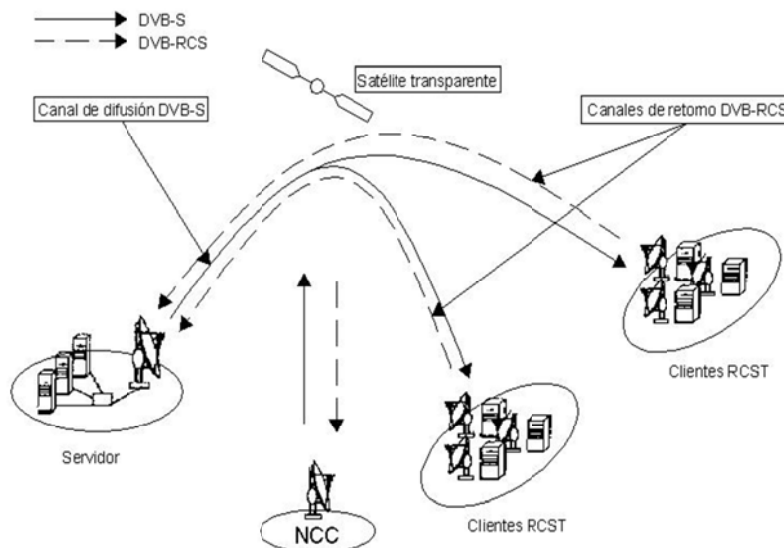 DVB-S
DVB-RCS
Satélite transparente
Canal de difusión DVB-S
Canales de retorno DVB-RCS
Clientes RCST
Servidor
NCC
Clientes RCST